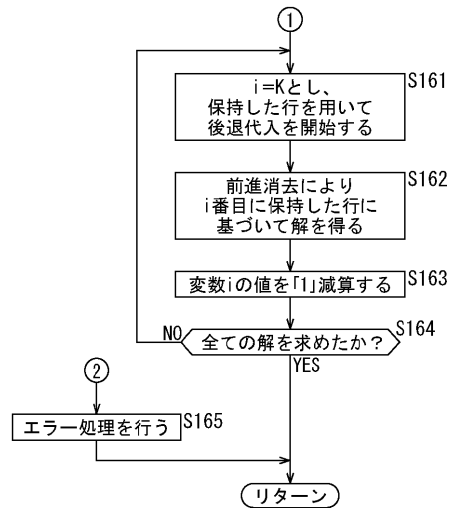 1
i=Kとし、
保持した行を用いて
後退代入を開始する
S161
前進消去により
i番目に保持した行に
基づいて解を得る
S162
変数iの値を「1」減算する
S163
全ての解を求めたか？
S164
NO
YES
2
エラー処理を行う
S165
リターン